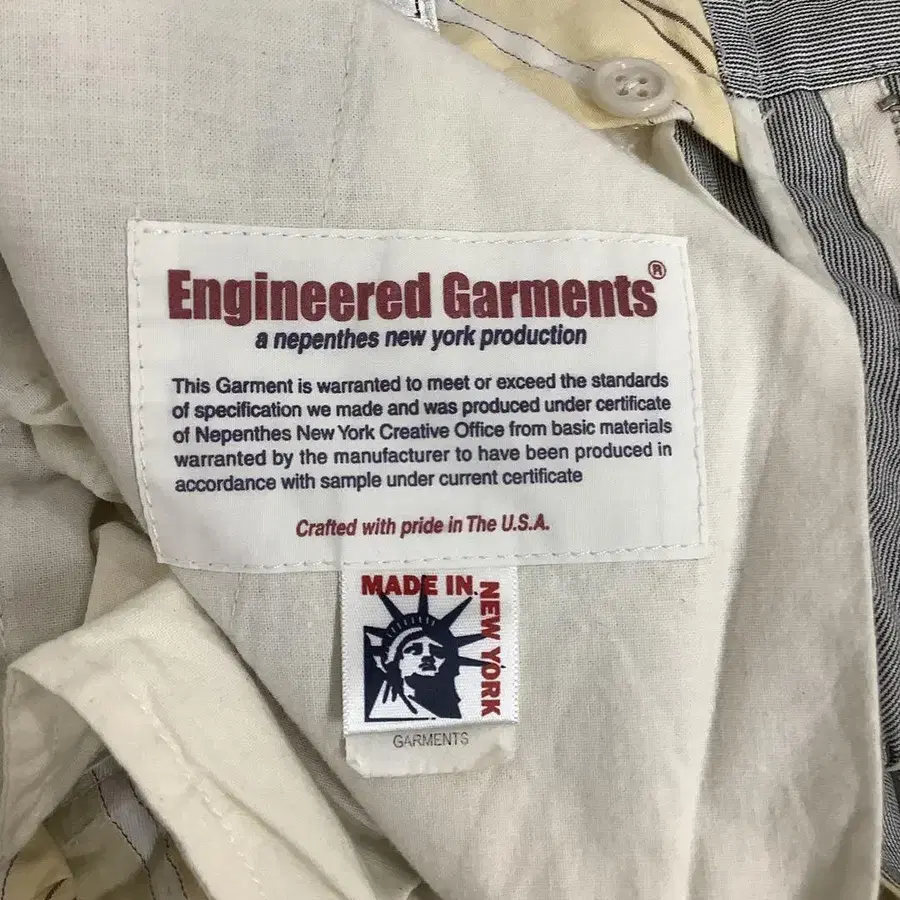 Engineered Garments®
a nepenthes new york production
This Garment is warranted to meet or exceed the standards
of specification we made and was produced under certificate
of Nepenthes New York Creative Office from basic materials
warranted by the manufacturer to have been produced in
accordance with sample under current certificate
Crafted with pride in The U.S.A.
MADE IN
NEW YORK
GARMENTS